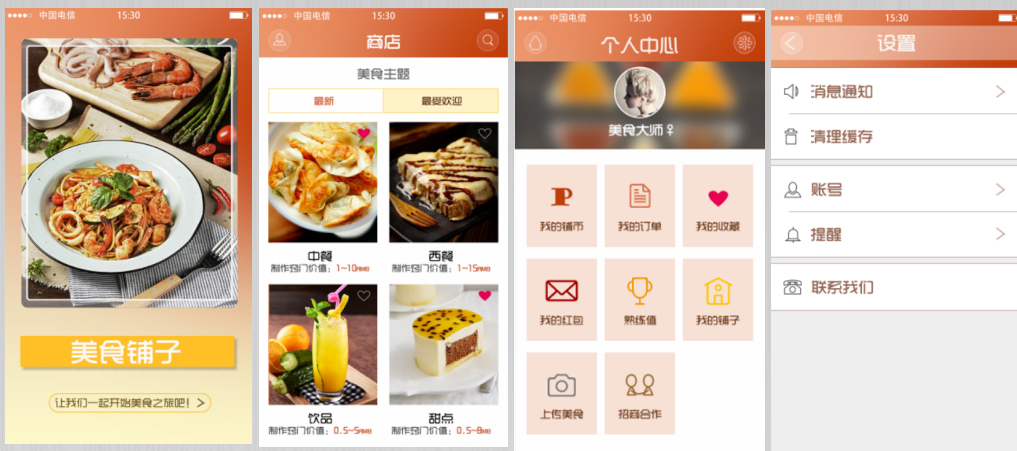 中国电信 15:30
美食铺子
让我们一起开始美食之旅吧！ >
中国电信 15:30
商店
美食主题
最新 最受欢迎
中餐 西餐
制作窍门价值：1~10RMB 制作窍门价值：1~15RMB
饮品 甜点
制作窍门价值：0.5~5RMB 制作窍门价值：0.5~8MB
中国电信 15:30
个人中心
美食大师♀
P
我的铺币 我的订单 我的收藏
我的红包 熟练值 我的铺子
上传美食 招商合作
中国电信 15:30
设置
消息通知
清理缓存
账号
提醒
联系我们